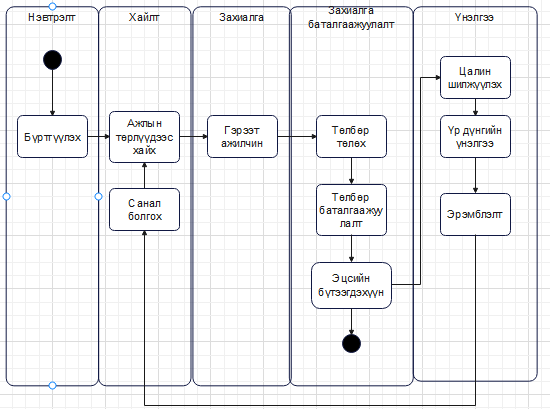 Нэвтрэлт
Хайлт
Захиалга
Захиалга
баталгаажуулалт
Үнэлгээ
Бүртгүүлэх
Ажлын
төрлүүдээс
хайх
Санал
болгох
Гэрээт
ажилчин
Төлбөр
төлөх
Төлбөр
баталгаажуу
лалт
Эцсийн
бүтээгдэхүүн
Цалин
шилжүүлэх
Үр дүнгийн
үнэлгээ
Эрэмблэлт